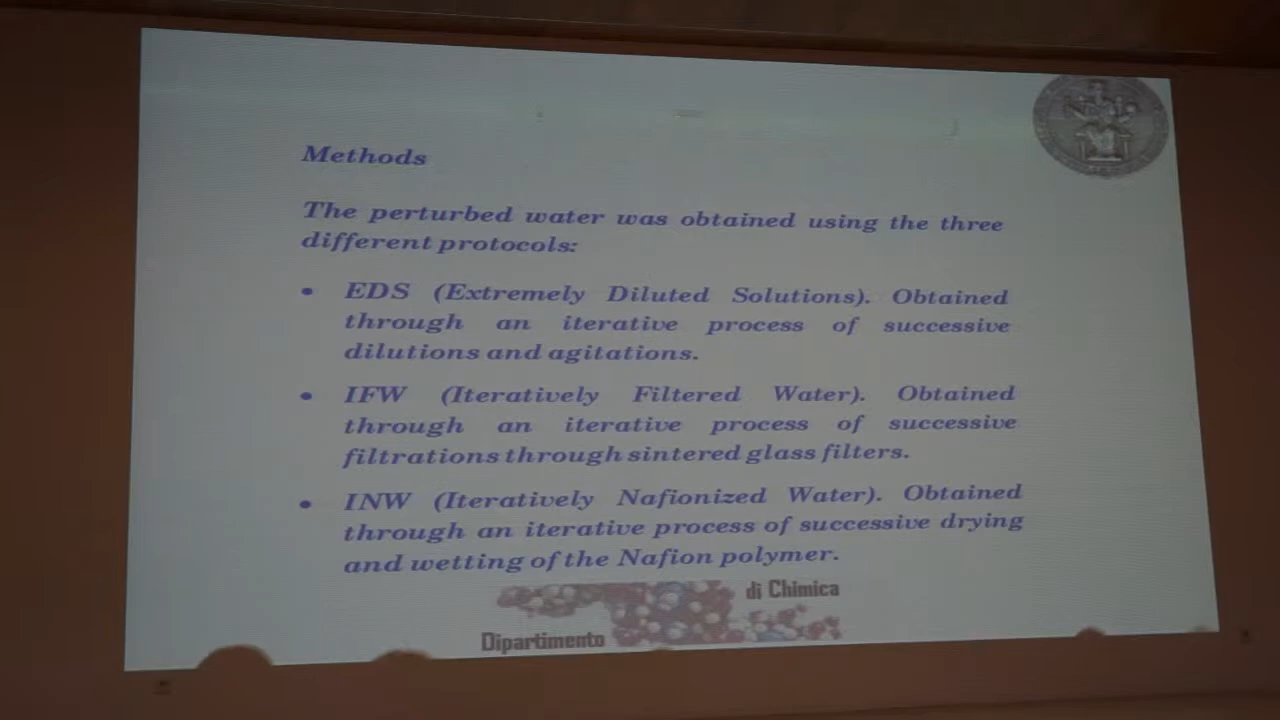 Methods
The perturbed water was obtained using the three
different protocols:
• EDS (Extremely Diluted Solutions). Obtained
through an iterative process of successive
dilutions and agitations.
• IFW (Iteratively Filtered Water). Obtained
through an iterative process of successive
filtrations through sintered glass filters.
• INW (Iteratively Nafionized Water). Obtained
through an iterative process of successive drying
and wetting of the Nafion polymer.
di Chimica
Dipartimento